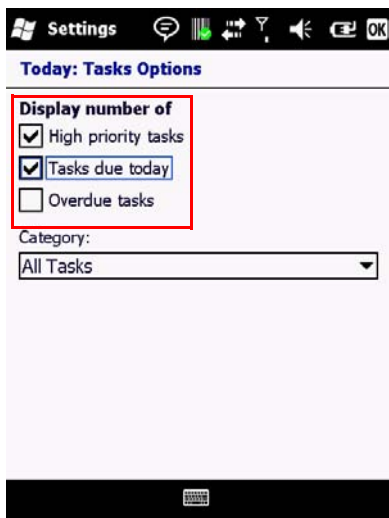 Settings OK
Today: Tasks Options
Display number of
High priority tasks
Tasks due today
Overdue tasks
Category:
All Tasks